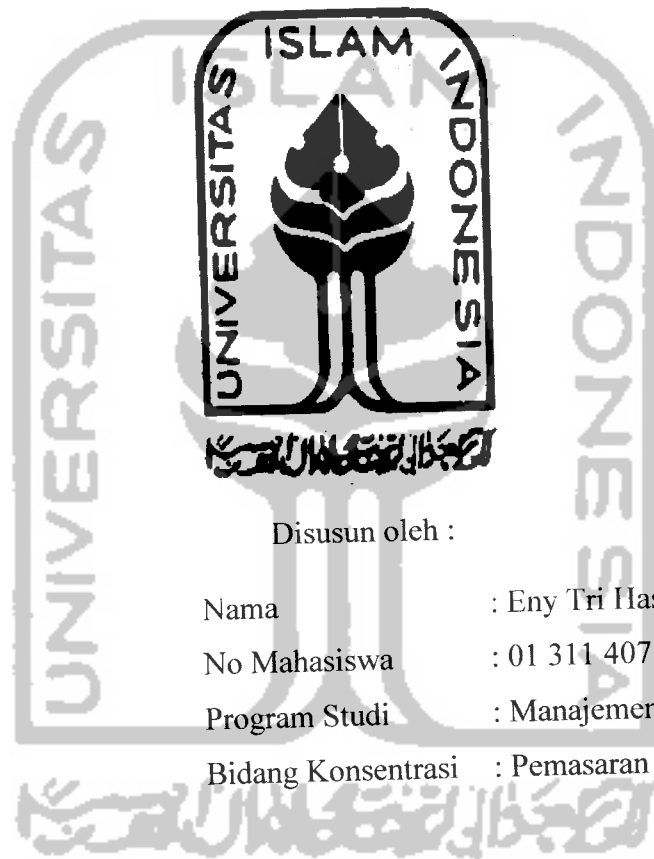 UNIVERSITAS ISLAM INDONESIA
Disusun oleh :
Nama : Eny Tri Has
No Mahasiswa : 01 311 407
Program Studi : Manajemen
Bidang Konsentrasi : Pemasaran